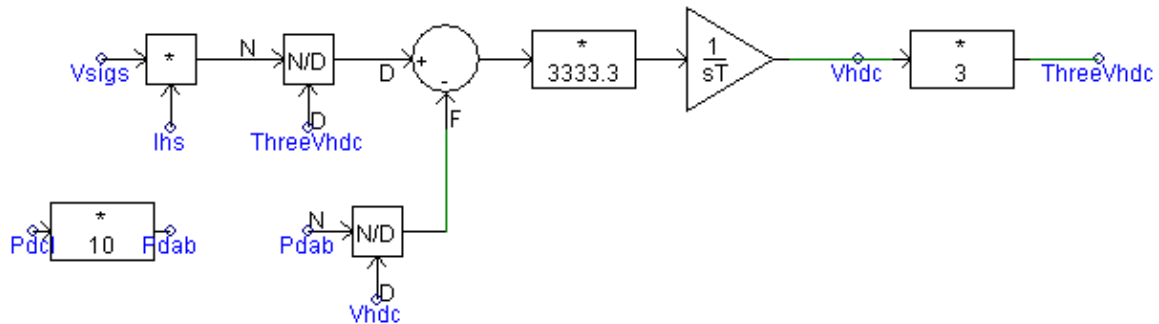 Vsigs
*
Ihs
N
N/D
D
ThreeVhdc
D
+
-
F
*
3333.3
1
sT
Vhdc
*
3
ThreeVhdc
Pdcl
*
10
Pdab
N
Pdab
N/D
D
Vhdc